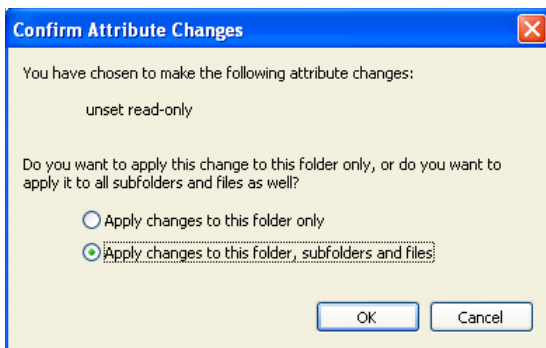 Confirm Attribute Changes
You have chosen to make the following attribute changes:
unset read-only
Do you want to apply this change to this folder only, or do you want to
apply it to all subfolders and files as well?
Apply changes to this folder only
Apply changes to this folder, subfolders and files
OK Cancel